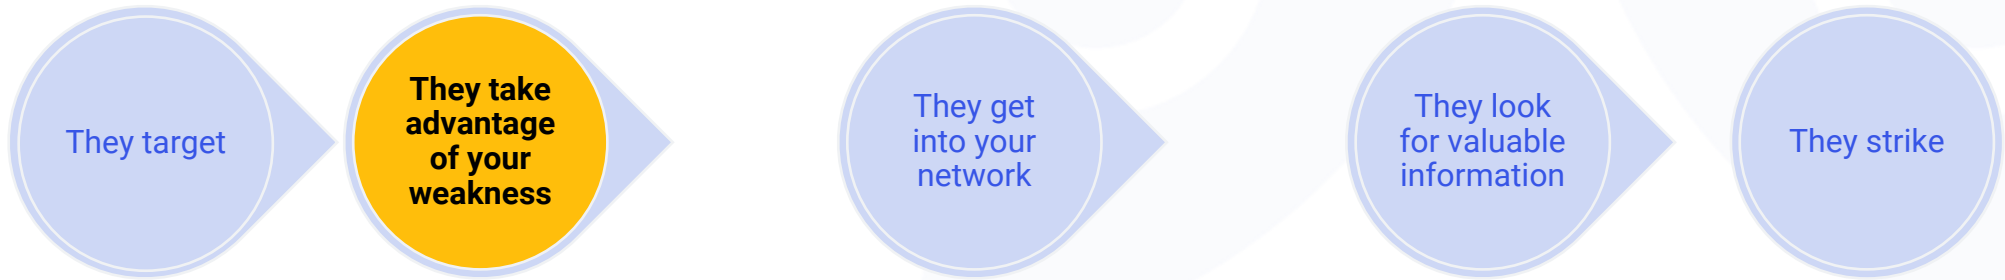 They target
They take
advantage
of your
weakness
They get
into your
network
They look
for valuable
information
They strike